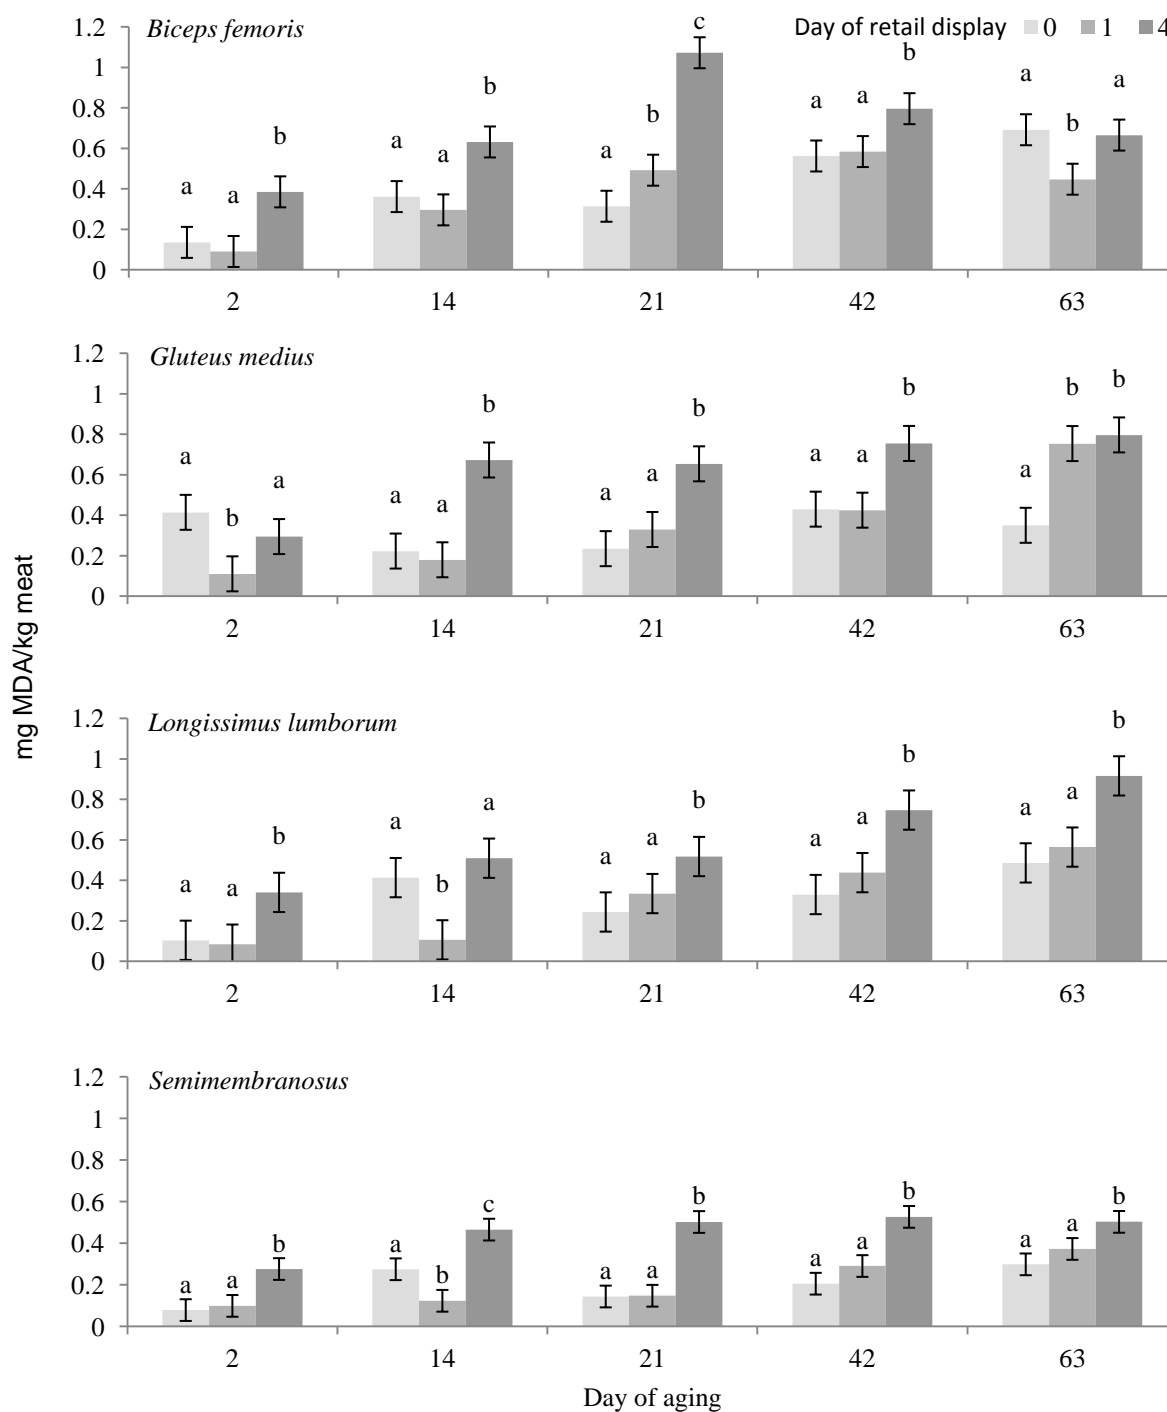 Biceps femoris
Day of retail display 0 1 4
1.2
1
0.8
0.6
0.4
0.2
0
a a b
a a b
a b c
a a b
a b a
2 14 21 42 63
Gluteus medius
1.2
1
0.8
0.6
0.4
0.2
0
a b a
a a b
a a b
a a b
a b b
2 14 21 42 63
mg MDA/kg meat
Longissimus lumborum
1.2
1
0.8
0.6
0.4
0.2
0
a a b
a b a
a a b
a a b
a a b
2 14 21 42 63
Semimembranosus
1.2
1
0.8
0.6
0.4
0.2
0
a a b
a b c
a a b
a a b
a a b
2 14 21 42 63
Day of aging